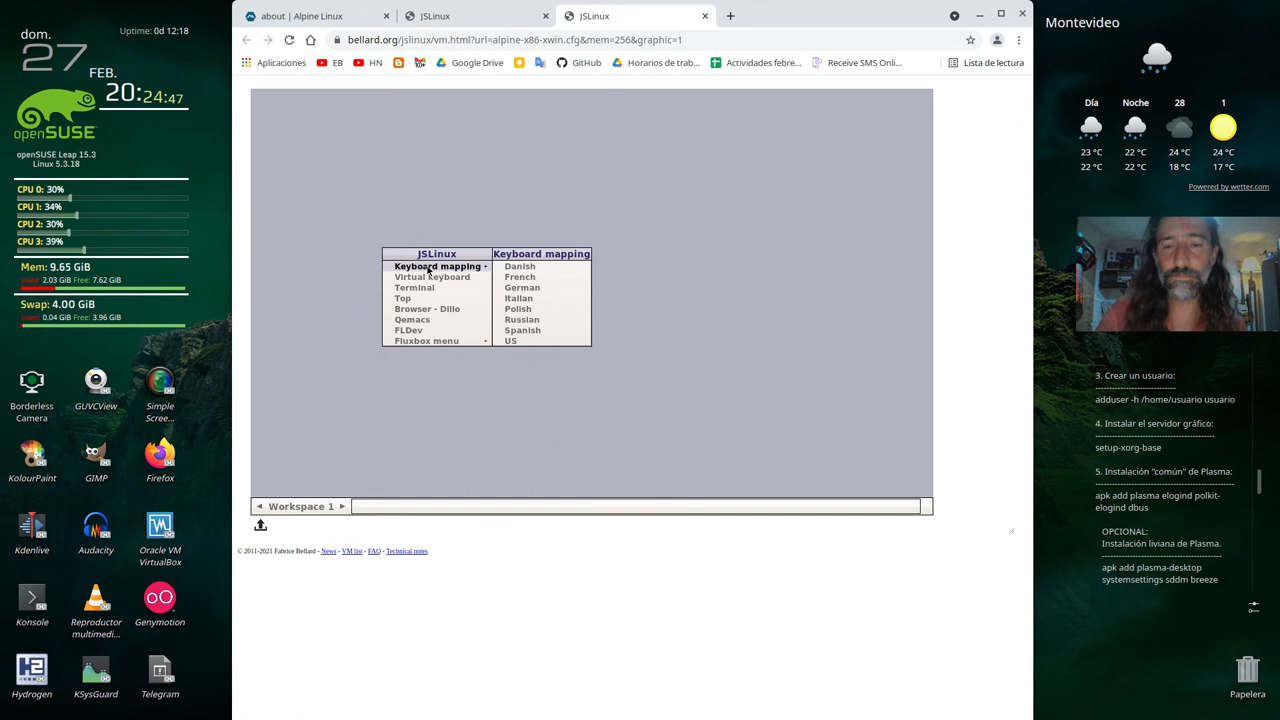 dom.
Uptime: 0d 12:18
27
FEB.
20:24:47
openSUSE
openSUSE Leap 15.3
Linux 5.3.18
CPU 0: 30%
CPU 1: 34%
CPU 2: 30%
CPU 3: 39%
Mem: 9.65 GiB
Used: 2.03 GiB Free: 7.62 GiB
Swap: 4.00 GiB
Used: 0.04 GiB Free: 3.96 GiB
Borderless
Camera
GUVCView
Simple
Scree...
KolourPaint
GIMP
Firefox
Kdenlive
Audacity
Oracle VM
VirtualBox
Konsole
Reproductor
multimedi...
Genymotion
Hydrogen
KSysGuard
Telegram
about | Alpine Linux
JSLinux
JSLinux
bellard.org/jslinux/vm.html?url=alpine-x86-xwin.cfg&mem=256&graphic=1
Aplicaciones
EB
HN
Google Drive
GitHub
Horarios de trab...
Actividades febre...
Receive SMS Onli...
Lista de lectura
JSLinux
Keyboard mapping
Virtual keyboard
Terminal
Top
Browser - Dillo
Qemacs
FLDev
Fluxbox menu
Keyboard mapping
Danish
French
German
Italian
Polish
Russian
Spanish
US
Workspace 1
© 2011-2021 Fabrice Bellard - News - VM list - FAQ - Technical notes
Montevideo
Día
Noche
28
1
23 °C
22 °C
24 °C
24 °C
22 °C
22 °C
18 °C
17 °C
Powered by wetter.com
3. Crear un usuario:
-----------------------------
adduser -h /home/usuario usuario
4. Instalar el servidor gráfico:
-------------------------------------------
setup-xorg-base
5. Instalación "común" de Plasma:
--------------------------------------------------
apk add plasma elogind polkit-
elogind dbus
OPCIONAL:
Instalación liviana de Plasma.
-------------------------------------------
apk add plasma-desktop
systemsettings sddm breeze
Papelera